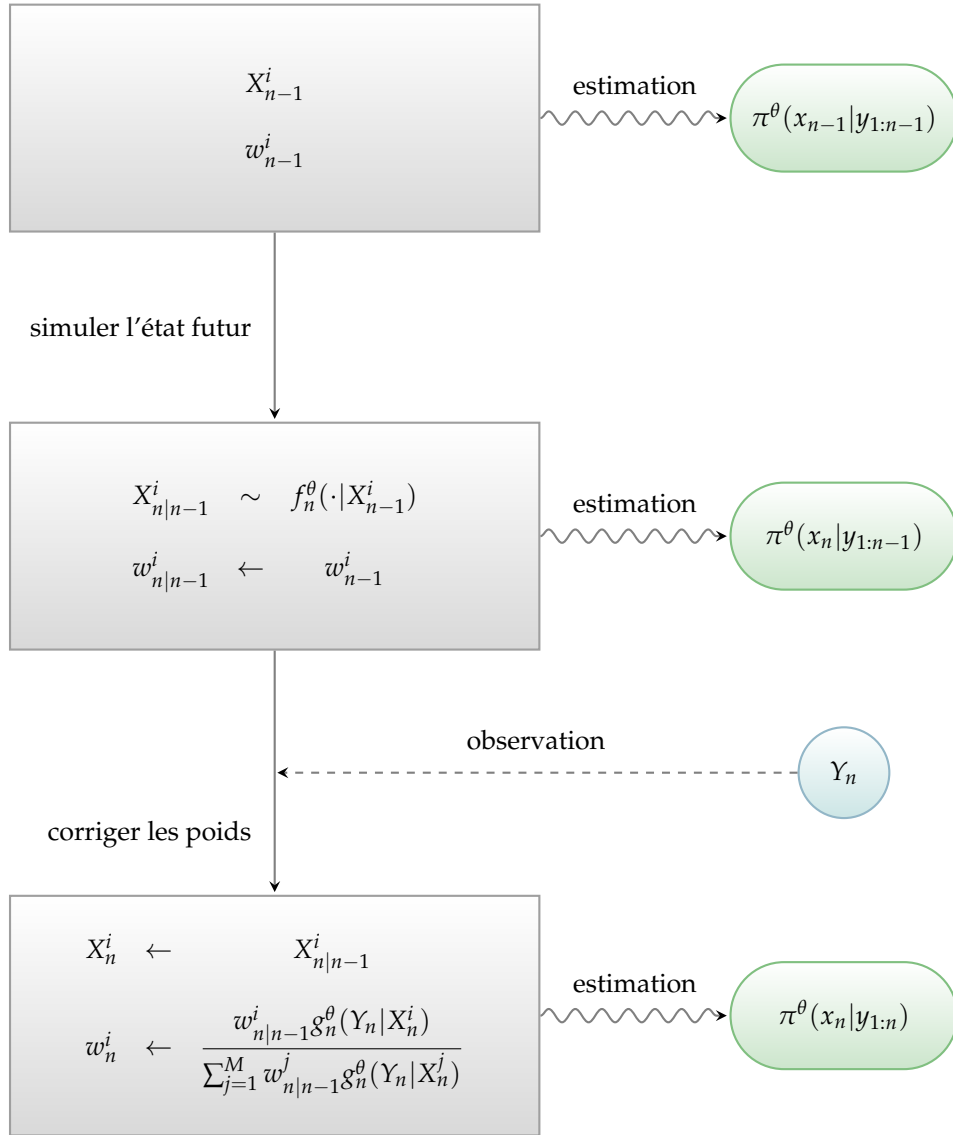 X^i_{n−1}
w^i_{n−1}
estimation
π^θ(x_{n−1}|y_{1:n−1})
simuler l'état futur
X^i_{n|n−1} ∼ f^θ_n(·|X^i_{n−1})
w^i_{n|n−1} ← w^i_{n−1}
estimation
π^θ(x_n|y_{1:n−1})
observation
Y_n
corriger les poids
X^i_n ← X^i_{n|n−1}
w^i_n ← \frac{w^i_{n|n−1} g^θ_n(Y_n|X^i_n)}{∑^M_{j=1} w^j_{n|n−1} g^θ_n(Y_n|X^j_n)}
estimation
π^θ(x_n|y_{1:n})